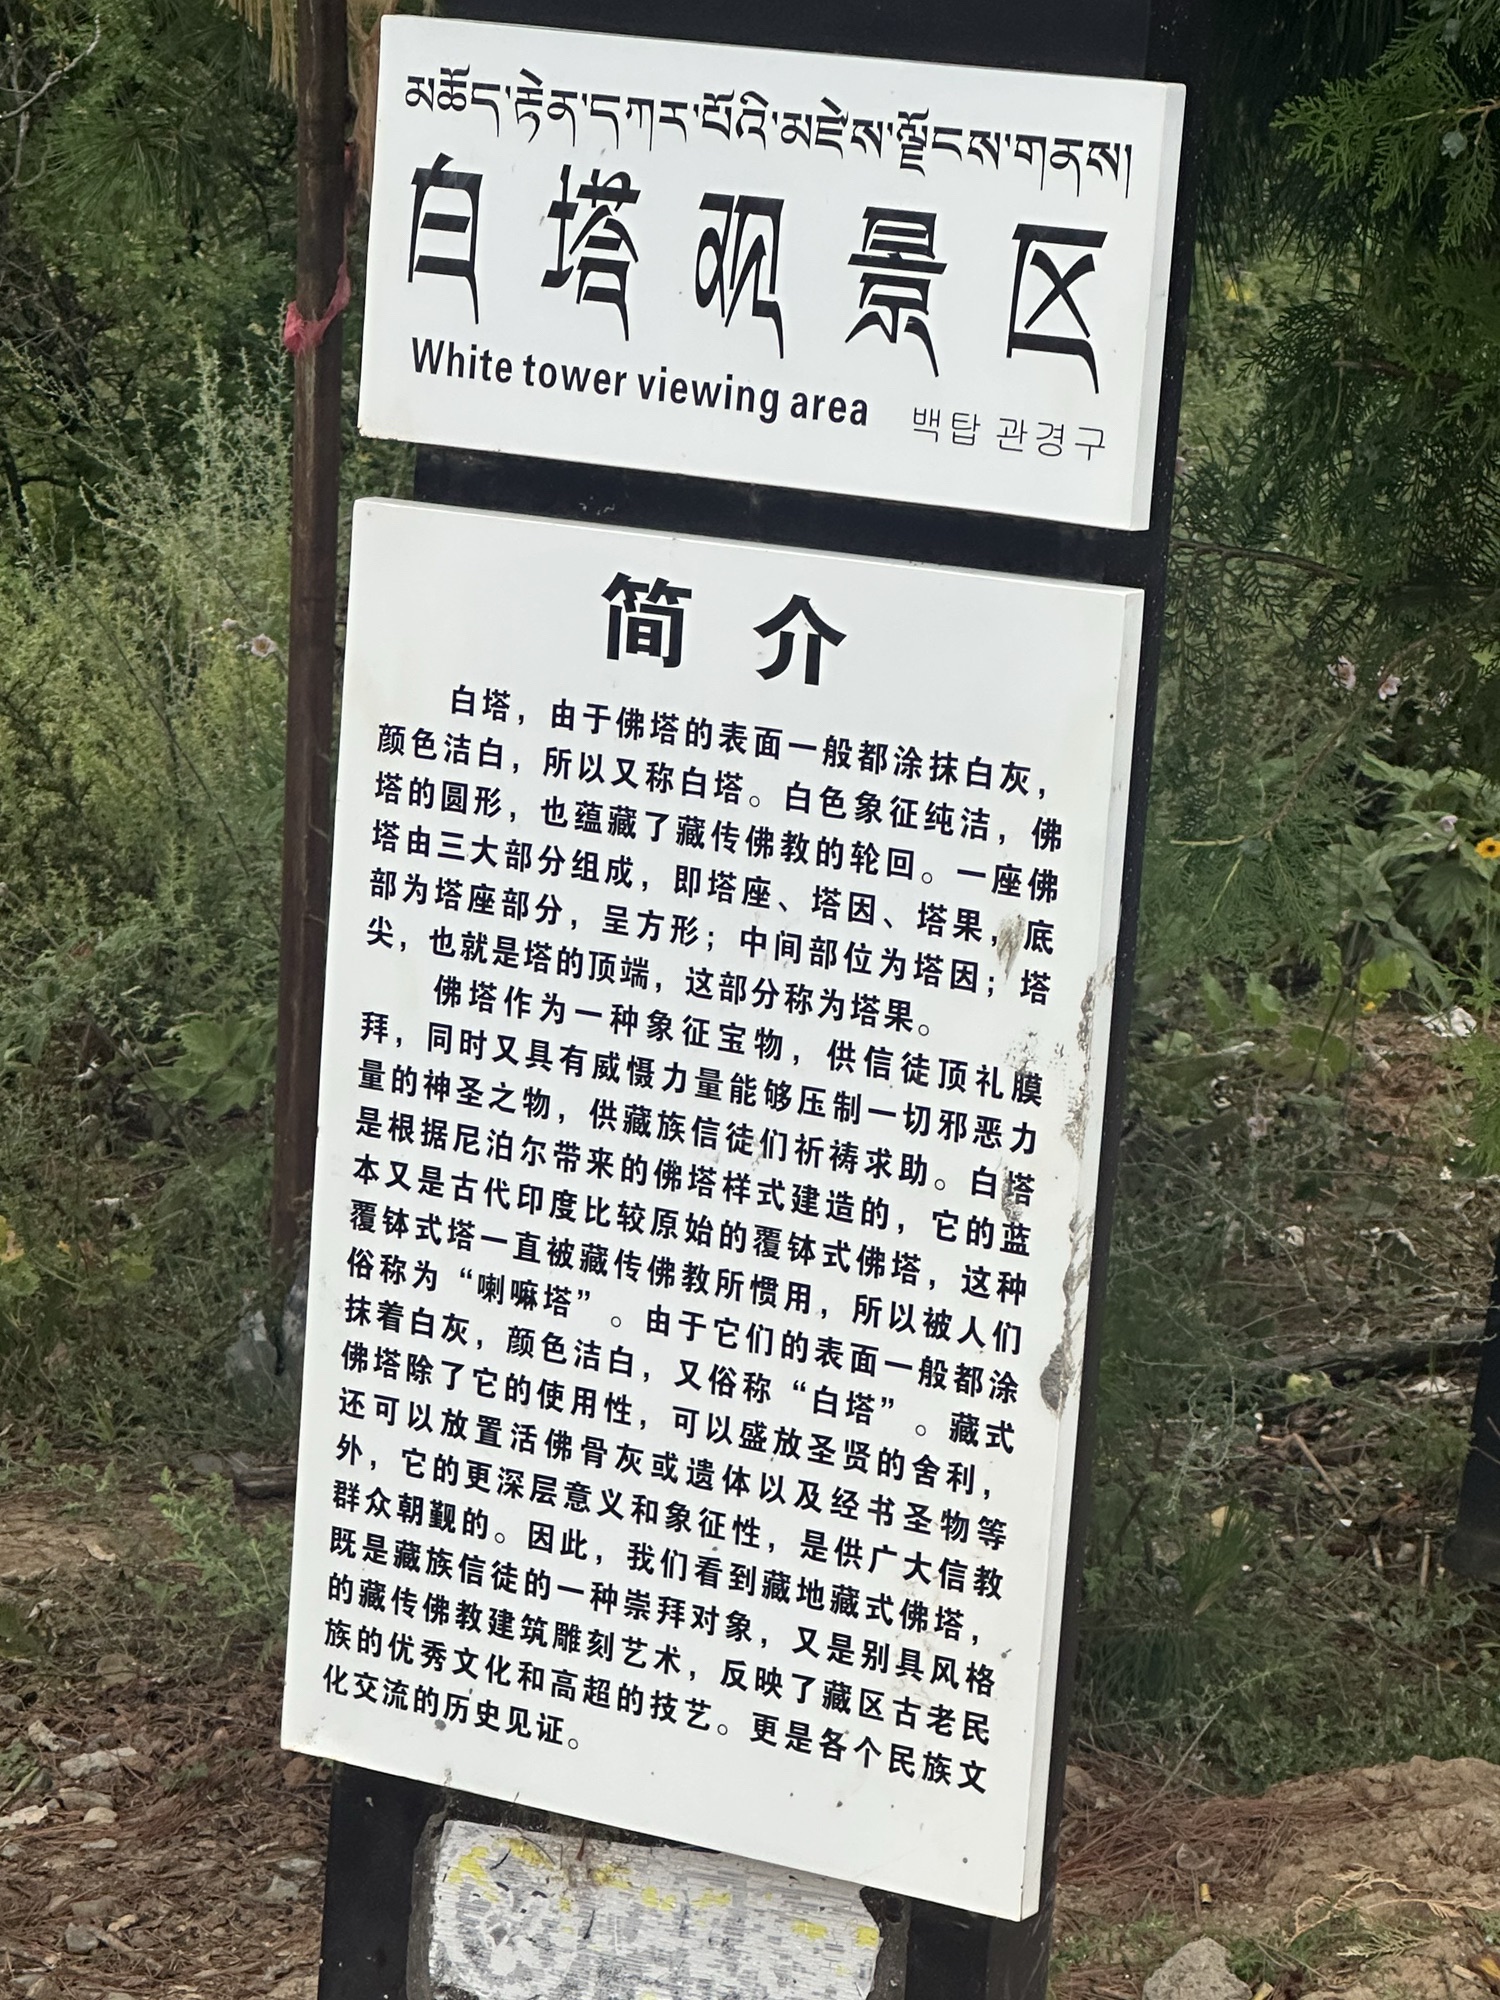 མཆོད་རྟེན་དཀར་པོའི་མཛེས་ལྗོངས་གནས།
白塔观景区
White tower viewing area 백탑 관경구
简介
白塔，由于佛塔的表面一般都涂抹白灰，
颜色洁白，所以又称白塔。白色象征纯洁，佛
塔的圆形，也蕴藏了藏传佛教的轮回。一座佛
塔由三大部分组成，即塔座、塔因、塔果，底
部为塔座部分，呈方形；中间部位为塔因；塔
尖，也就是塔的顶端，这部分称为塔果。
佛塔作为一种象征宝物，供信徒顶礼膜
拜，同时又具有威慑力量能够压制一切邪恶力
量的神圣之物，供藏族信徒们祈祷求助。白塔
是根据尼泊尔带来的佛塔样式建造的，它的蓝
本又是古代印度比较原始的覆钵式佛塔，这种
覆钵式塔一直被藏传佛教所惯用，所以被人们
俗称为“喇嘛塔”。由于它们的表面一般都涂
抹着白灰，颜色洁白，又俗称“白塔”。藏式
佛塔除了它的使用性，可以盛放圣贤的舍利，
还可以放置活佛骨灰或遗体以及经书圣物等
外，它的更深层意义和象征性，是供广大信教
群众朝觐的。因此，我们看到藏地藏式佛塔，
既是藏族信徒的一种崇拜对象，又是别具风格
的藏传佛教建筑雕刻艺术，反映了藏区古老民
族的优秀文化和高超的技艺。更是各个民族文
化交流的历史见证。